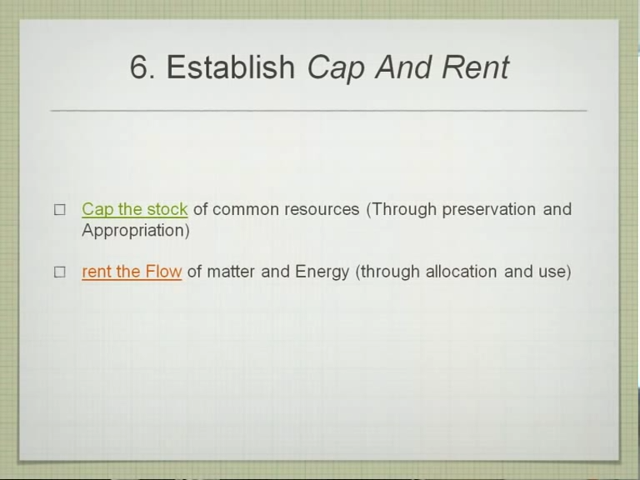 6. Establish Cap And Rent
Cap the stock of common resources (Through preservation and
Appropriation)
rent the Flow of matter and Energy (through allocation and use)